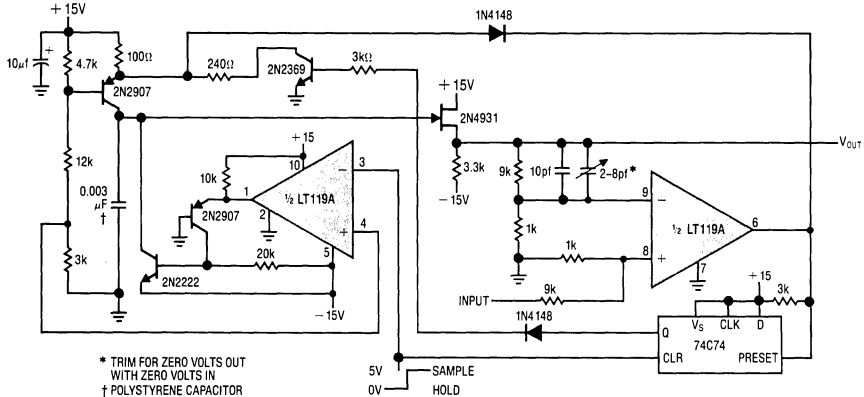 + 15V
1N4148
10µf
+
4.7k
100Ω
2N2907
240Ω
2N2369
3kΩ
+ 15V
2N4931
VOUT
+ 15
10k
10
1
½ LT119A
−
3
2
+
4
5
2N2907
12k
0.003
µF
†
20k
2N2222
− 15V
3k
3.3k
− 15V
9k
10pf
2–8pf*
1k
1k
9
−
½ LT119A
6
8
+
7
INPUT
9k
+ 15
3k
1N4148
Q
VS
CLK
D
74C74
CLR
PRESET
* TRIM FOR ZERO VOLTS OUT
WITH ZERO VOLTS IN
† POLYSTYRENE CAPACITOR
5V
SAMPLE
0V
HOLD